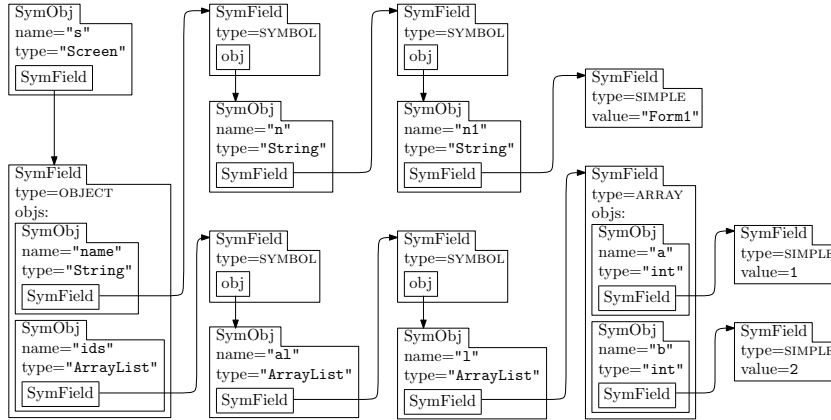 SymObj
name="s"
type="Screen"
SymField
SymField
type=OBJECT
objs:
SymObj
name="name"
type="String"
SymField
SymObj
name="ids"
type="ArrayList"
SymField
SymField
type=SYMBOL
obj
SymObj
name="n"
type="String"
SymField
SymField
type=SYMBOL
obj
SymObj
name="n1"
type="String"
SymField
SymField
type=SIMPLE
value="Form1"
SymField
type=SYMBOL
obj
SymObj
name="al"
type="ArrayList"
SymField
SymField
type=SYMBOL
obj
SymObj
name="l"
type="ArrayList"
SymField
SymField
type=ARRAY
objs:
SymObj
name="a"
type="int"
SymField
SymObj
name="b"
type="int"
SymField
SymField
type=SIMPLE
value=1
SymField
type=SIMPLE
value=2